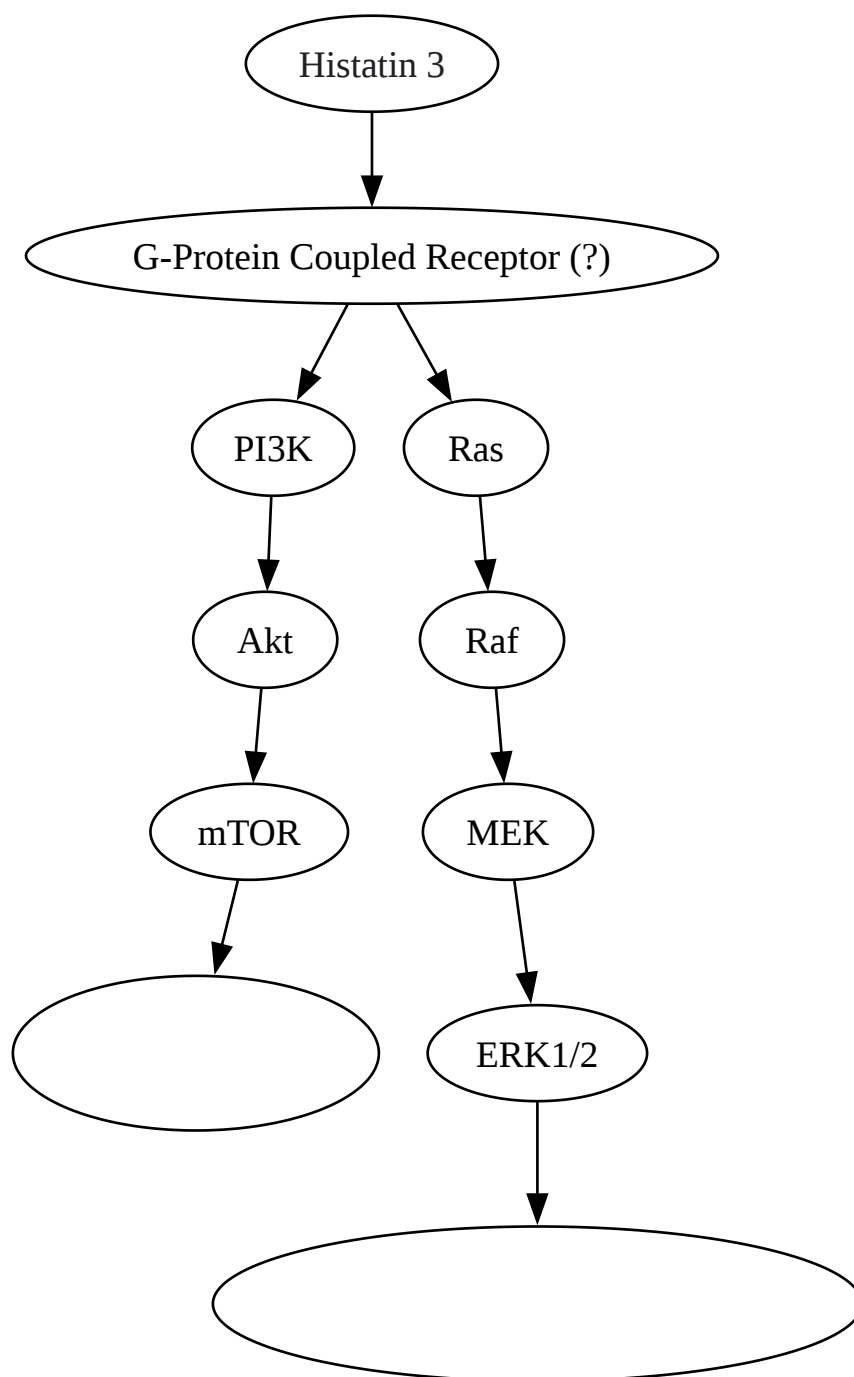 Histatin 3
G-Protein Coupled Receptor (?)
PI3K
Ras
Akt
Raf
mTOR
MEK
ERK1/2